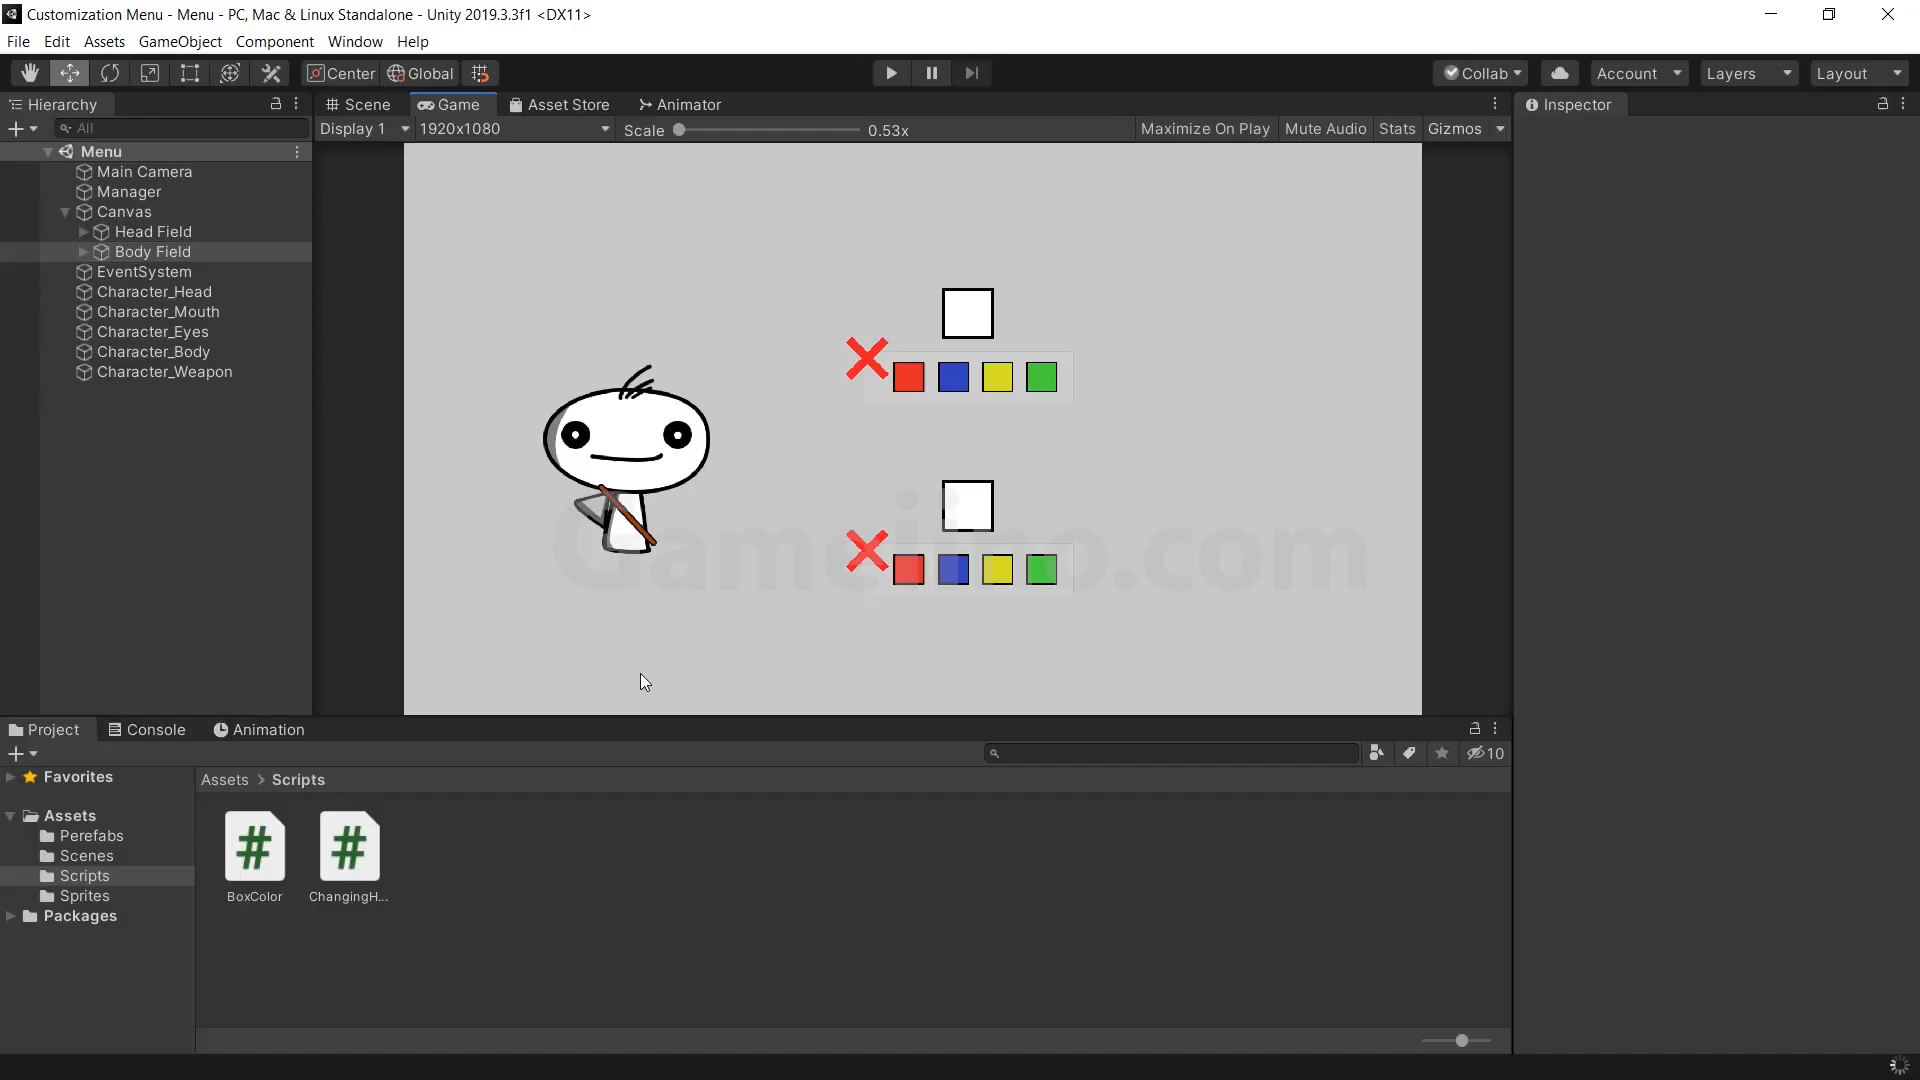 Customization Menu - Menu - PC, Mac & Linux Standalone - Unity 2019.3.3f1 <DX11>
File Edit Assets GameObject Component Window Help
Center Global Collab Account Layers Layout
Hierarchy Scene Game Asset Store Animator Inspector
All Display 1 1920x1080 Scale 0.53x Maximize On Play Mute Audio Stats Gizmos
Menu
Main Camera
Manager
Canvas
Head Field
Body Field
EventSystem
Character_Head
Character_Mouth
Character_Eyes
Character_Body
Character_Weapon
Gamejiho.com
Project Console Animation
10
Favorites
Assets > Scripts
Assets
Perefabs
Scenes
Scripts
Sprites
Packages
BoxColor ChangingH...